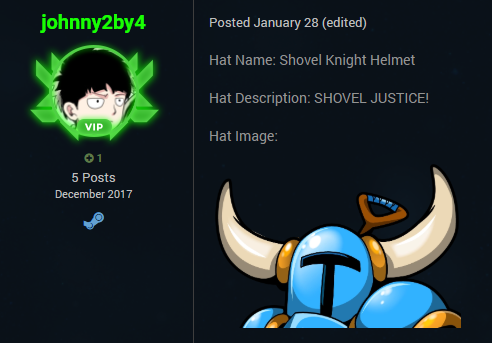 johnny2by4
VIP
1
5 Posts
December 2017
Posted January 28 (edited)
Hat Name: Shovel Knight Helmet
Hat Description: SHOVEL JUSTICE!
Hat Image: